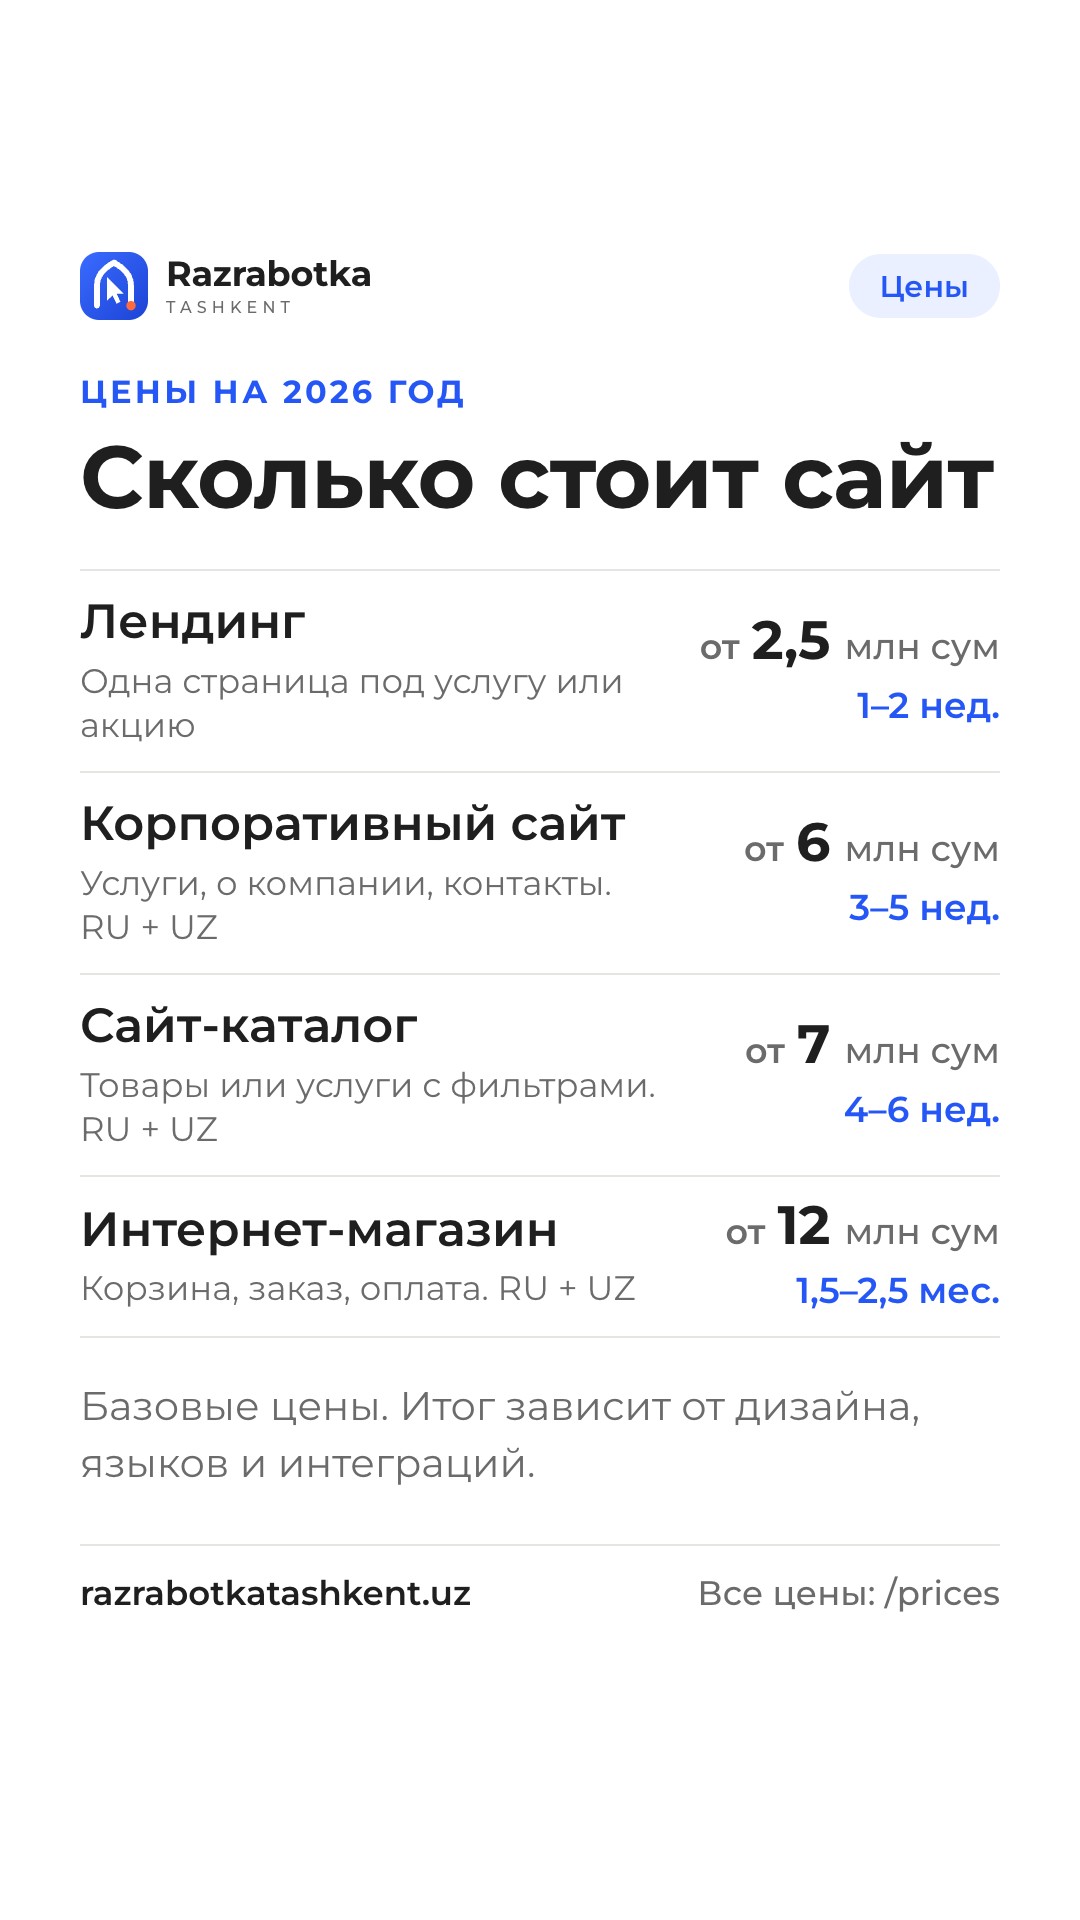 Razrabotka
TASHKENT
Цены
ЦЕНЫ НА 2026 ГОД
Сколько стоит сайт
Лендинг
Одна страница под услугу или
акцию
от 2,5 млн сум
1–2 нед.
Корпоративный сайт
Услуги, о компании, контакты.
RU + UZ
от 6 млн сум
3–5 нед.
Сайт-каталог
Товары или услуги с фильтрами.
RU + UZ
от 7 млн сум
4–6 нед.
Интернет-магазин
Корзина, заказ, оплата. RU + UZ
от 12 млн сум
1,5–2,5 мес.
Базовые цены. Итог зависит от дизайна,
языков и интеграций.
razrabotkatashkent.uz
Все цены: /prices